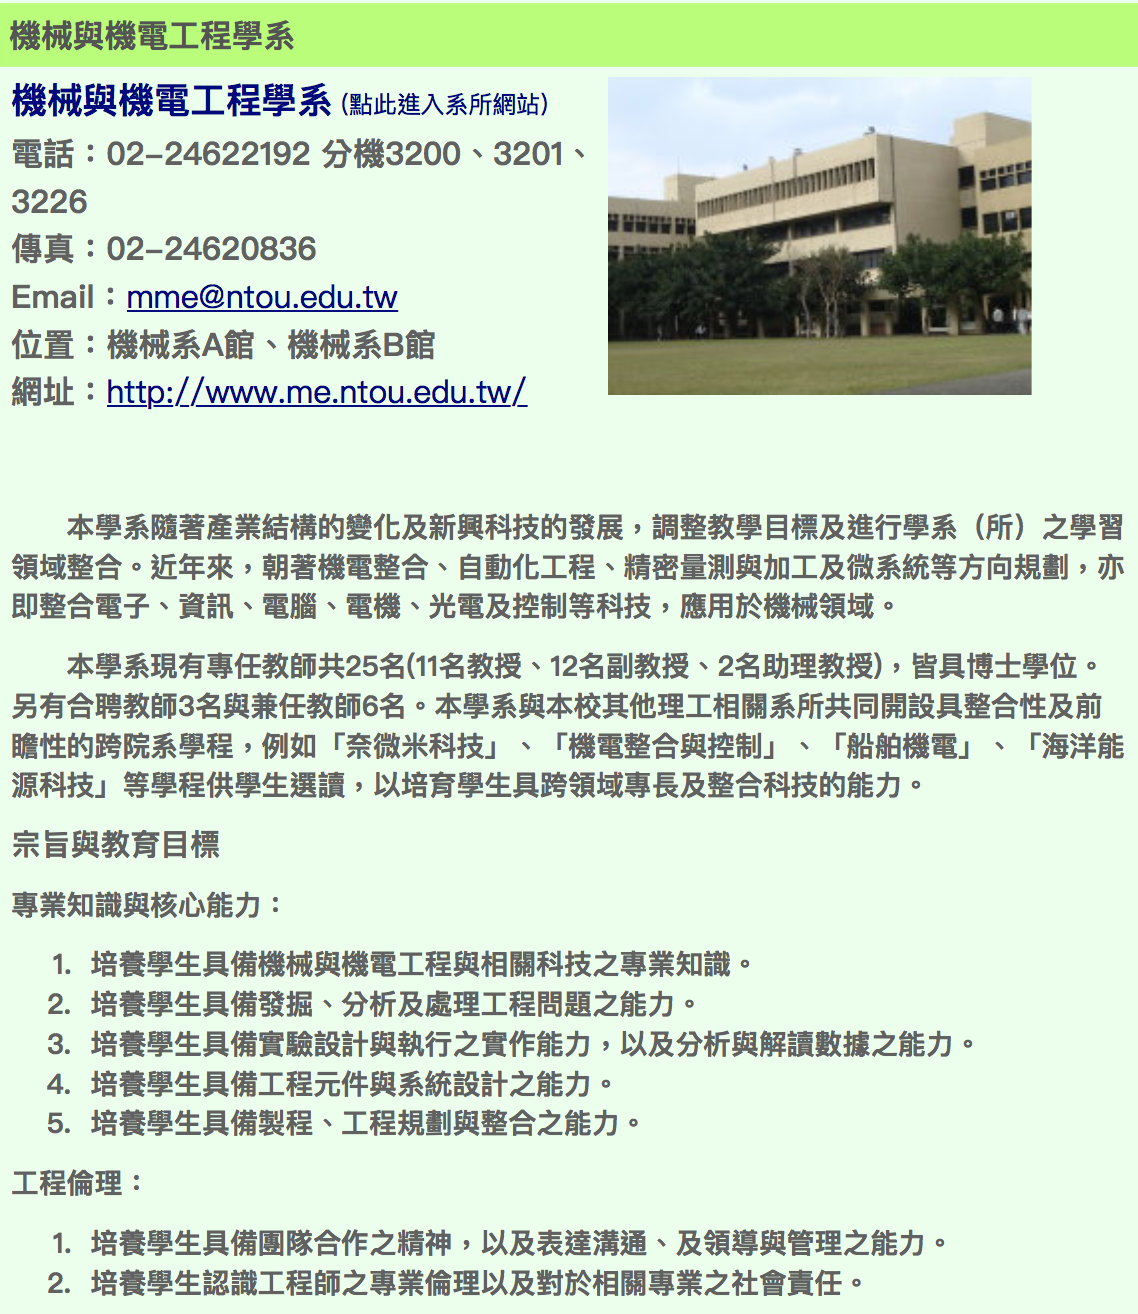 機械與機電工程學系
機械與機電工程學系 (點此進入系所網站)
電話：02-24622192 分機3200、3201、
3226
傳真：02-24620836
Email：mme@ntou.edu.tw
位置：機械系A館、機械系B館
網址：http://www.me.ntou.edu.tw/
本學系隨著產業結構的變化及新興科技的發展，調整教學目標及進行學系（所）之學習
領域整合。近年來，朝著機電整合、自動化工程、精密量測與加工及微系統等方向規劃，亦
即整合電子、資訊、電腦、電機、光電及控制等科技，應用於機械領域。
本學系現有專任教師共25名(11名教授、12名副教授、2名助理教授)，皆具博士學位。
另有合聘教師3名與兼任教師6名。本學系與本校其他理工相關系所共同開設具整合性及前
瞻性的跨院系學程，例如「奈微米科技」、「機電整合與控制」、「船舶機電」、「海洋能
源科技」等學程供學生選讀，以培育學生具跨領域專長及整合科技的能力。
宗旨與教育目標
專業知識與核心能力：
1. 培養學生具備機械與機電工程與相關科技之專業知識。
2. 培養學生具備發掘、分析及處理工程問題之能力。
3. 培養學生具備實驗設計與執行之實作能力，以及分析與解讀數據之能力。
4. 培養學生具備工程元件與系統設計之能力。
5. 培養學生具備製程、工程規劃與整合之能力。
工程倫理：
1. 培養學生具備團隊合作之精神，以及表達溝通、及領導與管理之能力。
2. 培養學生認識工程師之專業倫理以及對於相關專業之社會責任。